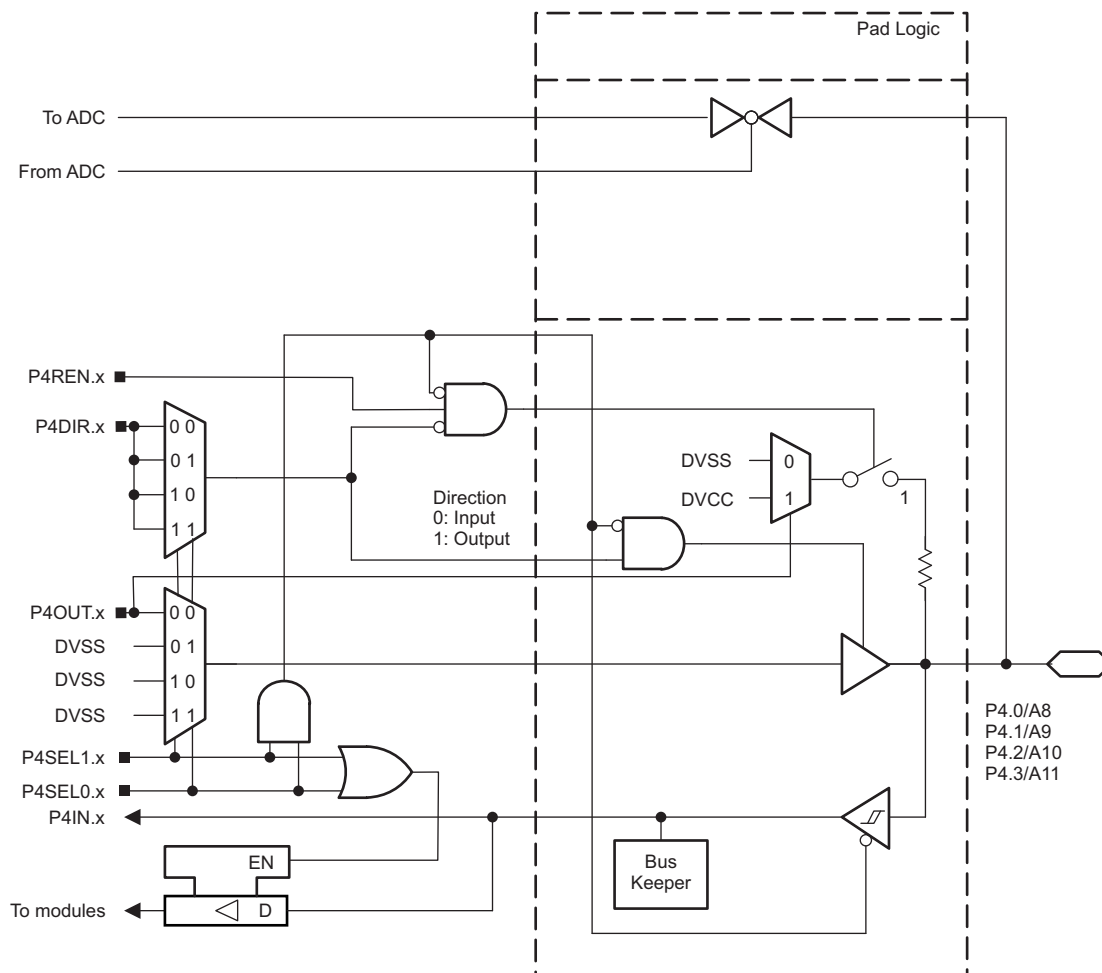 Pad Logic
To ADC
From ADC
P4REN.x
P4DIR.x
0 0
0 1
1 0
1 1
Direction
0: Input
1: Output
DVSS
0
DVCC
1
1
P4OUT.x
0 0
DVSS
0 1
DVSS
1 0
DVSS
1 1
P4.0/A8
P4.1/A9
P4.2/A10
P4.3/A11
P4SEL1.x
P4SEL0.x
P4IN.x
EN
Bus
Keeper
To modules
D